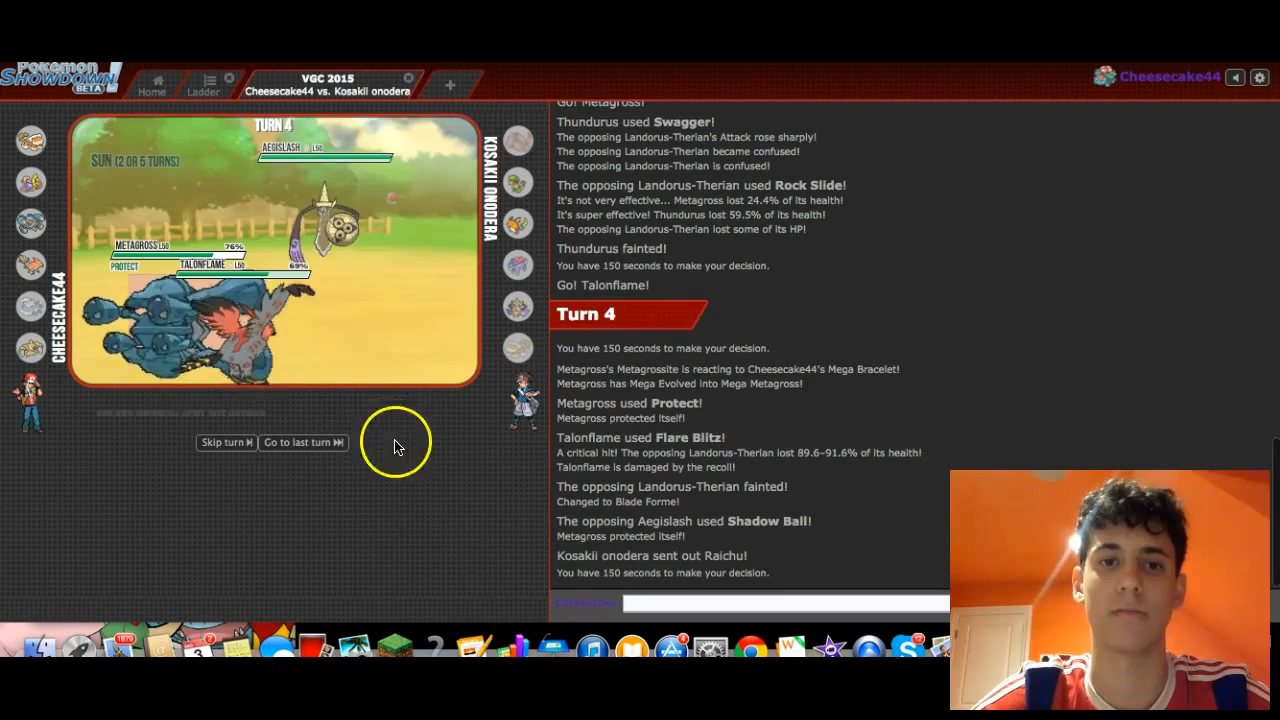 Pokémon
SHOWDOWN!
BETA
Home
Ladder
VGC 2015
Cheesecake44 vs. Kosakii onodera
+
Cheesecake44
TURN 4
SUN (2 OR 5 TURNS)
AEGISLASH L50
METAGROSS L50
76%
PROTECT
TALONFLAME L50
69%
CHEESECAKE44
KOSAKII ONODERA
Skip turn
Go to last turn
Go! Metagross!
Thundurus used Swagger!
The opposing Landorus-Therian's Attack rose sharply!
The opposing Landorus-Therian became confused!
The opposing Landorus-Therian is confused!
The opposing Landorus-Therian used Rock Slide!
It's not very effective... Metagross lost 24.4% of its health!
It's super effective! Thundurus lost 59.5% of its health!
The opposing Landorus-Therian lost some of its HP!
Thundurus fainted!
You have 150 seconds to make your decision.
Go! Talonflame!
Turn 4
You have 150 seconds to make your decision.
Metagross's Metagrossite is reacting to Cheesecake44's Mega Bracelet!
Metagross has Mega Evolved into Mega Metagross!
Metagross used Protect!
Metagross protected itself!
Talonflame used Flare Blitz!
A critical hit! The opposing Landorus-Therian lost 89.6–91.6% of its health!
Talonflame is damaged by the recoil!
The opposing Landorus-Therian fainted!
Changed to Blade Forme!
The opposing Aegislash used Shadow Ball!
Metagross protected itself!
Kosakii onodera sent out Raichu!
You have 150 seconds to make your decision.
1879
7
3
4
12